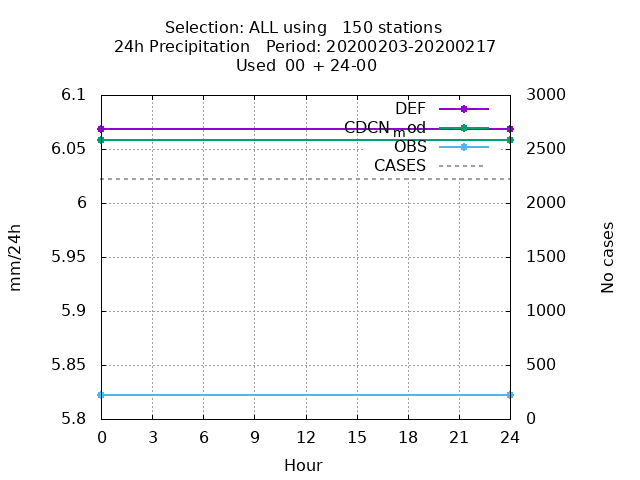 Selection: ALL using   150 stations
24h Precipitation   Period: 20200203-20200217
Used  00  + 24-00
6.1
6.05
6
5.95
5.9
5.85
5.8
mm/24h
3000
2500
2000
1500
1000
500
0
No cases
DEF
CDCN_mod
OBS
CASES
0 3 6 9 12 15 18 21 24
Hour